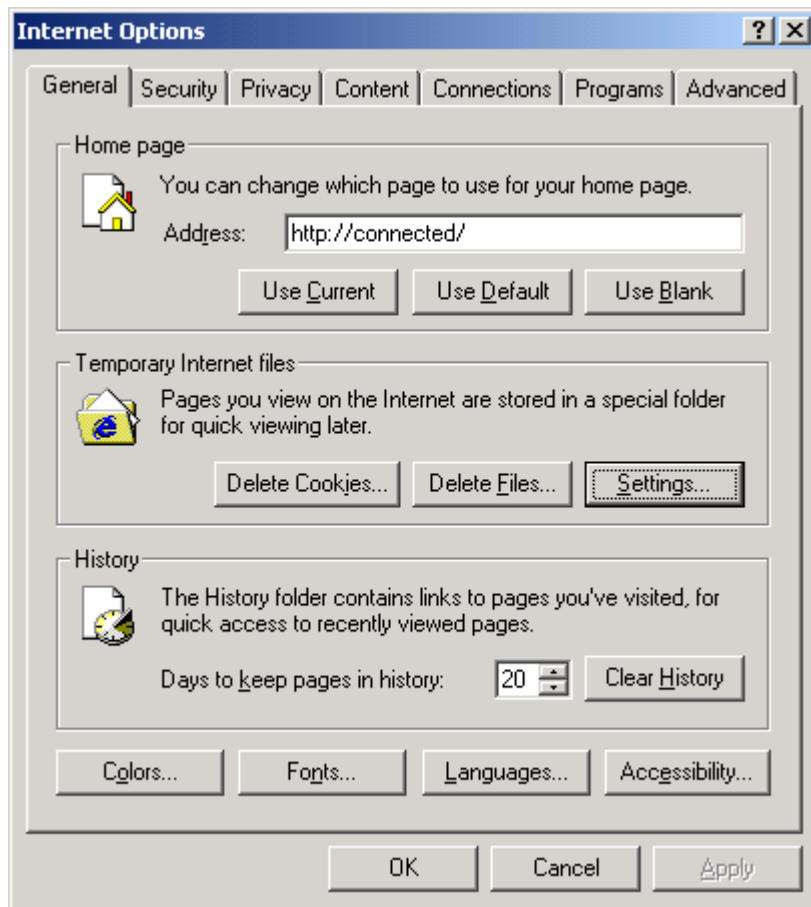 Internet Options
General Security Privacy Content Connections Programs Advanced
Home page
You can change which page to use for your home page.
Address: http://connected/
Use Current Use Default Use Blank
Temporary Internet files
Pages you view on the Internet are stored in a special folder
for quick viewing later.
Delete Cookies... Delete Files... Settings...
History
The History folder contains links to pages you've visited, for
quick access to recently viewed pages.
Days to keep pages in history: 20 Clear History
Colors... Fonts... Languages... Accessibility...
OK Cancel Apply